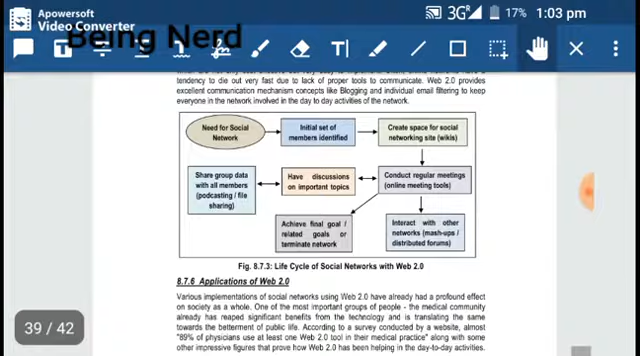 Apowersoft
Video Converter
Being Nerd
3G 17% 1:03 pm
tendency to die out very fast due to lack of proper tools to communicate. Web 2.0 provides
excellent communication mechanism concepts like Blogging and individual email filtering to keep
everyone in the network involved in the day to day activities of the network.
Need for Social
Network
Initial set of
members identified
Create space for social
networking site (wikis)
Share group data
with all members
(podcasting / file
sharing)
Have discussions
on important topics
Conduct regular meetings
(online meeting tools)
Achieve final goal /
related goals or
terminate network
Interact with other
networks (mash-ups /
distributed forums)
Fig. 8.7.3: Life Cycle of Social Networks with Web 2.0
8.7.6 Applications of Web 2.0
Various implementations of social networks using Web 2.0 have already had a profound effect
on society as a whole. One of the most important groups of people - the medical community
already has reaped significant benefits from the technology and is translating the same
towards the betterment of public life. According to a survey conducted by a website, almost
"89% of physicians use at least one Web 2.0 tool in their medical practice" along with some
other impressive figures that prove how Web 2.0 has been helping in the day-to-day activities.
39 / 42